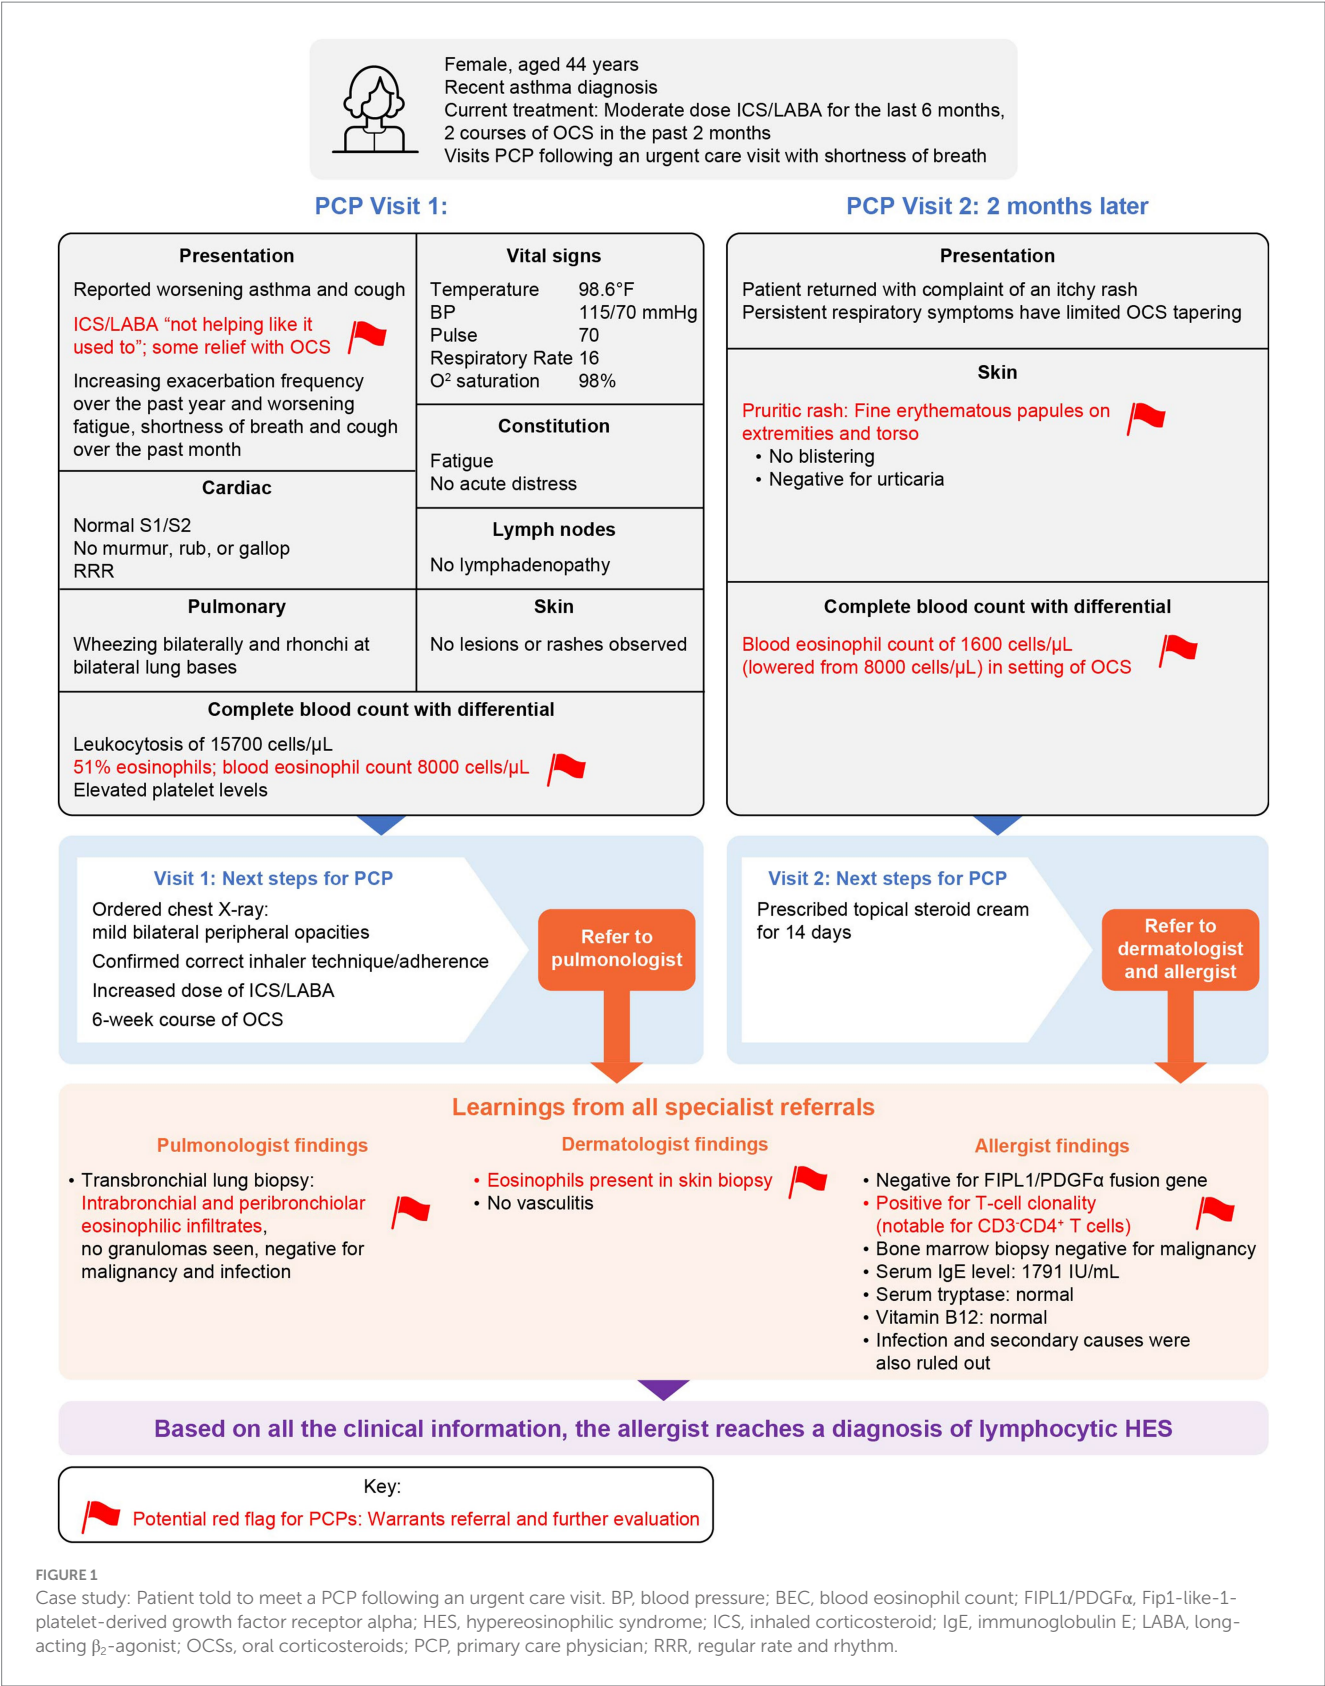 Female, aged 44 years
Recent asthma diagnosis
Current treatment: Moderate dose ICS/LABA for the last 6 months,
2 courses of OCS in the past 2 months
Visits PCP following an urgent care visit with shortness of breath
PCP Visit 1:
Presentation
Reported worsening asthma and cough
ICS/LABA “not helping like it
used to”; some relief with OCS
Increasing exacerbation frequency
over the past year and worsening
fatigue, shortness of breath and cough
over the past month
Cardiac
Normal S1/S2
No murmur, rub, or gallop
RRR
Pulmonary
Wheezing bilaterally and rhonchi at
bilateral lung bases
Vital signs
Temperature 98.6°F
BP 115/70 mmHg
Pulse 70
Respiratory Rate 16
O² saturation 98%
Constitution
Fatigue
No acute distress
Lymph nodes
No lymphadenopathy
Skin
No lesions or rashes observed
Complete blood count with differential
Leukocytosis of 15700 cells/µL
51% eosinophils; blood eosinophil count 8000 cells/µL
Elevated platelet levels
PCP Visit 2: 2 months later
Presentation
Patient returned with complaint of an itchy rash
Persistent respiratory symptoms have limited OCS tapering
Skin
Pruritic rash: Fine erythematous papules on
extremities and torso
• No blistering
• Negative for urticaria
Complete blood count with differential
Blood eosinophil count of 1600 cells/µL
(lowered from 8000 cells/µL) in setting of OCS
Visit 1: Next steps for PCP
Ordered chest X-ray:
mild bilateral peripheral opacities
Confirmed correct inhaler technique/adherence
Increased dose of ICS/LABA
6-week course of OCS
Refer to
pulmonologist
Visit 2: Next steps for PCP
Prescribed topical steroid cream
for 14 days
Refer to
dermatologist
and allergist
Learnings from all specialist referrals
Pulmonologist findings
• Transbronchial lung biopsy:
Intrabronchial and peribronchiolar
eosinophilic infiltrates,
no granulomas seen, negative for
malignancy and infection
Dermatologist findings
• Eosinophils present in skin biopsy
• No vasculitis
Allergist findings
• Negative for FIPL1/PDGFα fusion gene
• Positive for T-cell clonality
(notable for CD3⁻CD4⁺ T cells)
• Bone marrow biopsy negative for malignancy
• Serum IgE level: 1791 IU/mL
• Serum tryptase: normal
• Vitamin B12: normal
• Infection and secondary causes were
also ruled out
Based on all the clinical information, the allergist reaches a diagnosis of lymphocytic HES
Key:
Potential red flag for PCPs: Warrants referral and further evaluation
FIGURE 1
Case study: Patient told to meet a PCP following an urgent care visit. BP, blood pressure; BEC, blood eosinophil count; FIPL1/PDGFα, Fip1-like-1-
platelet-derived growth factor receptor alpha; HES, hypereosinophilic syndrome; ICS, inhaled corticosteroid; IgE, immunoglobulin E; LABA, long-
acting β₂-agonist; OCSs, oral corticosteroids; PCP, primary care physician; RRR, regular rate and rhythm.